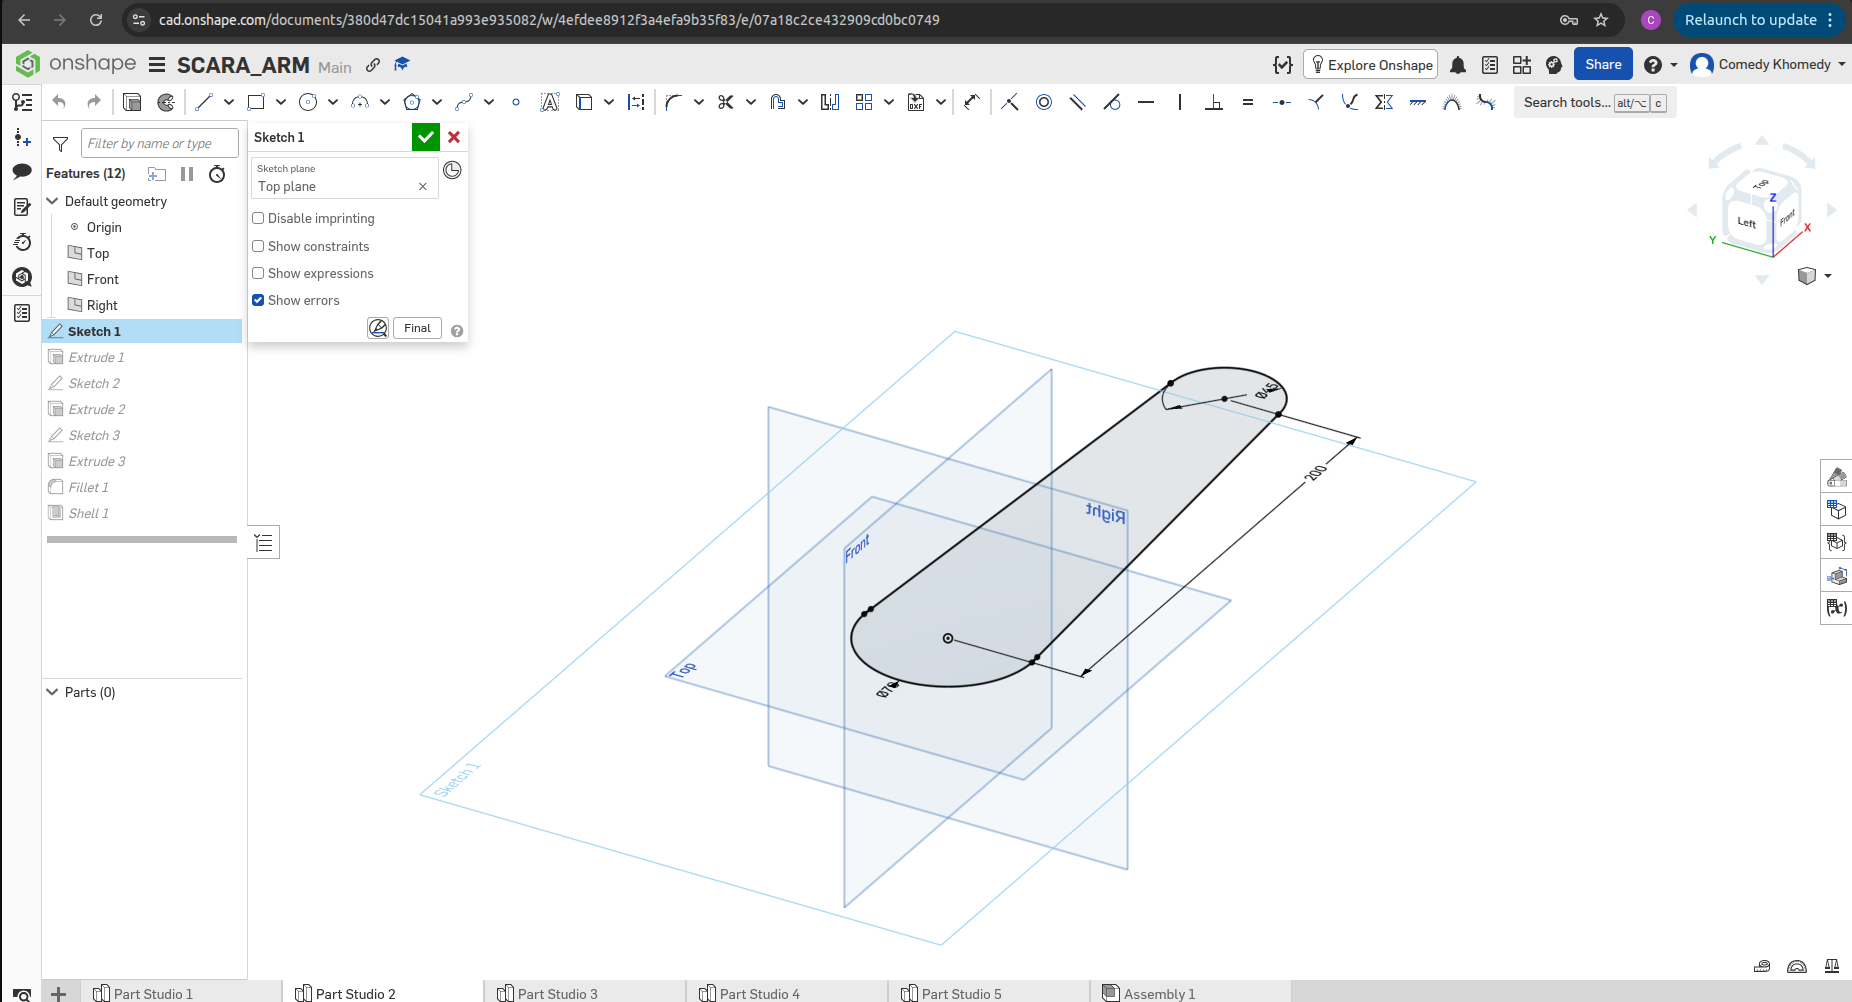 cad.onshape.com/documents/380d47dc15041a993e935082/w/4efdee8912f3a4efa9b35f83/e/07a18c2ce432909cd0bc0749
C
Relaunch to update
onshape
SCARA_ARM Main
Explore Onshape
Share
Comedy Khomedy
Search tools... alt/⌥ c
Filter by name or type
Features (12)
Default geometry
Origin
Top
Front
Right
Sketch 1
Extrude 1
Sketch 2
Extrude 2
Sketch 3
Extrude 3
Fillet 1
Shell 1
Parts (0)
Sketch 1
Sketch plane
Top plane
Disable imprinting
Show constraints
Show expressions
Show errors
Final
Top
Left
Front
Z
Y
X
Ø45
200
Right
Front
Top
Ø70
Sketch 1
Part Studio 1
Part Studio 2
Part Studio 3
Part Studio 4
Part Studio 5
Assembly 1